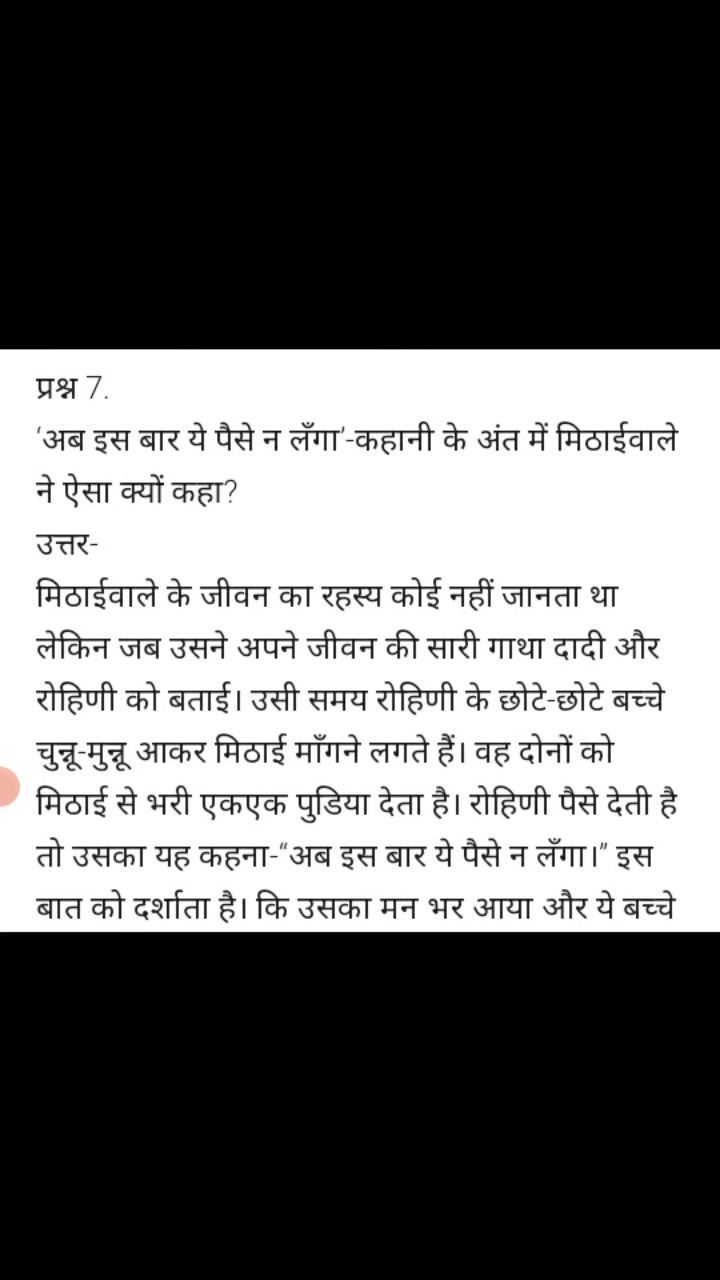 प्रश्न 7.
‘अब इस बार ये पैसे न लँगा’-कहानी के अंत में मिठाईवाले
ने ऐसा क्यों कहा?
उत्तर-
मिठाईवाले के जीवन का रहस्य कोई नहीं जानता था
लेकिन जब उसने अपने जीवन की सारी गाथा दादी और
रोहिणी को बताई। उसी समय रोहिणी के छोटे-छोटे बच्चे
चुन्नू-मुन्नू आकर मिठाई माँगने लगते हैं। वह दोनों को
मिठाई से भरी एकएक पुडिया देता है। रोहिणी पैसे देती है
तो उसका यह कहना-“अब इस बार ये पैसे न लँगा।” इस
बात को दर्शाता है। कि उसका मन भर आया और ये बच्चे